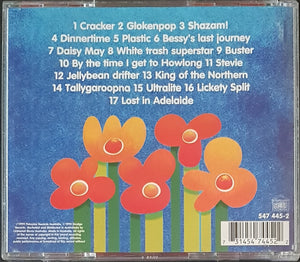 1 Cracker 2 Glokenpop 3 Shazam!
4 Dinnertime 5 Plastic 6 Bessy's last journey
7 Daisy May 8 White trash superstar 9 Buster
10 By the time I get to Howlong 11 Stevie
12 Jellybean drifter 13 King of the Northern
14 Tallygaroopna 15 Ultralite 16 Lickety Split
17 Lost in Adelaide
547 445-2